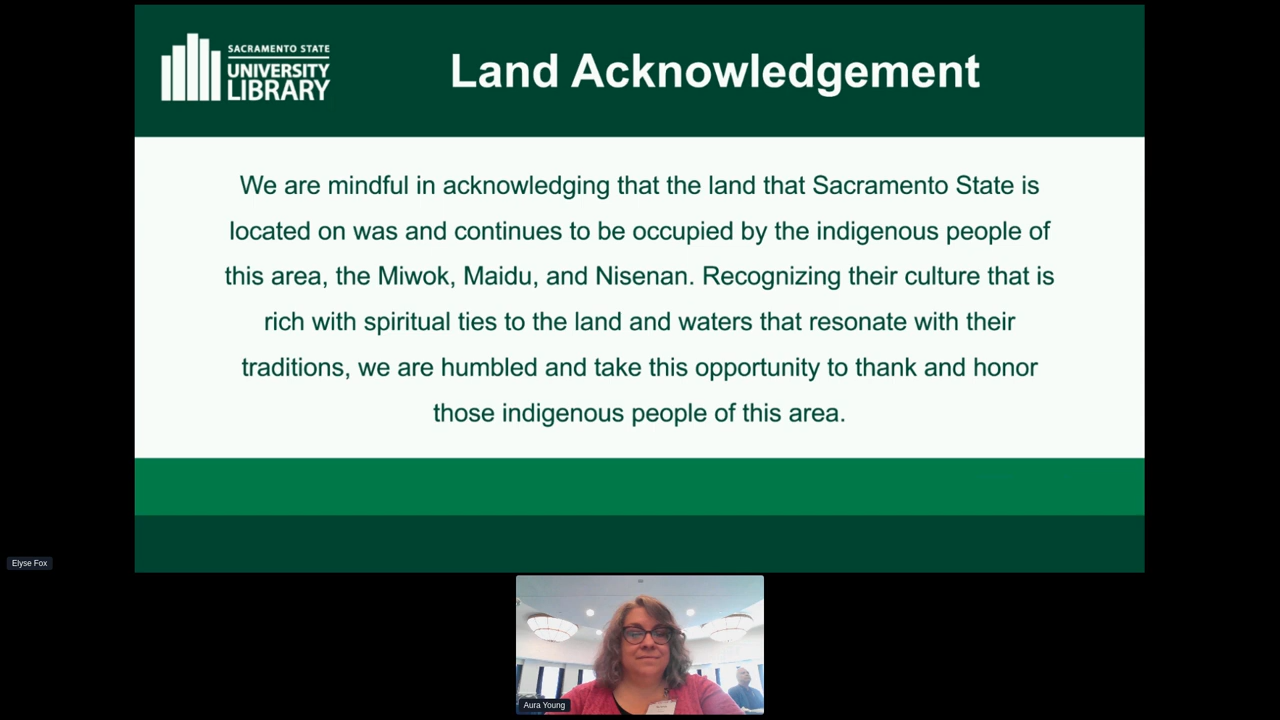 SACRAMENTO STATE
UNIVERSITY
LIBRARY
Land Acknowledgement
We are mindful in acknowledging that the land that Sacramento State is
located on was and continues to be occupied by the indigenous people of
this area, the Miwok, Maidu, and Nisenan. Recognizing their culture that is
rich with spiritual ties to the land and waters that resonate with their
traditions, we are humbled and take this opportunity to thank and honor
those indigenous people of this area.
Elyse Fox
Aura Young